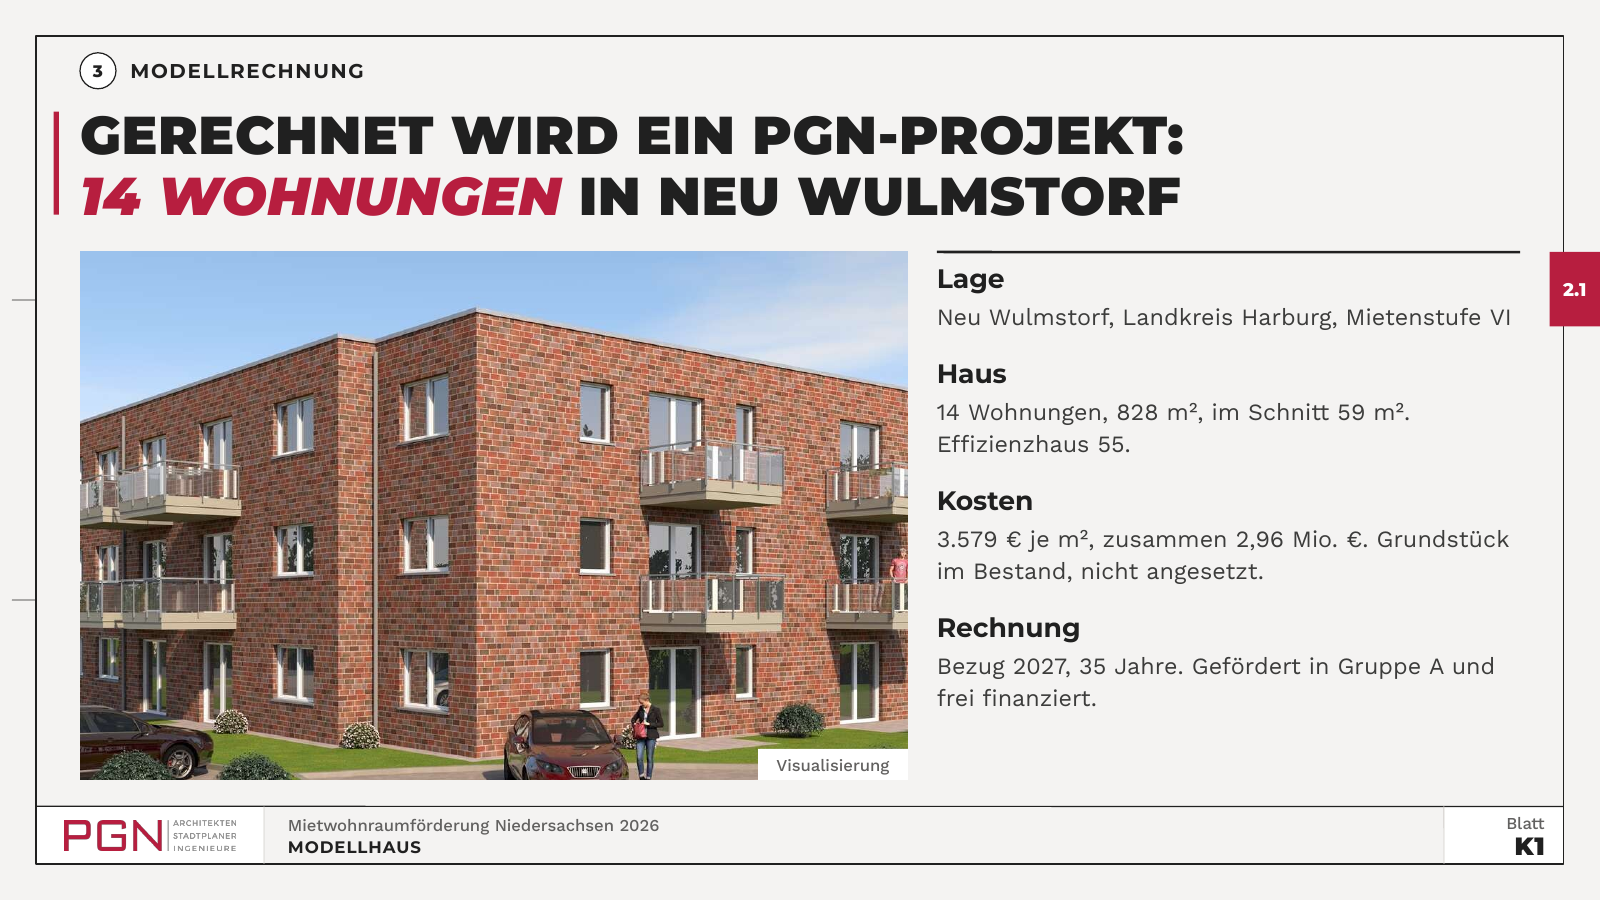 3 MODELLRECHNUNG
GERECHNET WIRD EIN PGN-PROJEKT:
14 WOHNUNGEN IN NEU WULMSTORF
Lage
Neu Wulmstorf, Landkreis Harburg, Mietenstufe VI
2.1
Haus
14 Wohnungen, 828 m², im Schnitt 59 m².
Effizienzhaus 55.
Kosten
3.579 € je m², zusammen 2,96 Mio. €. Grundstück
im Bestand, nicht angesetzt.
Rechnung
Bezug 2027, 35 Jahre. Gefördert in Gruppe A und
frei finanziert.
Visualisierung
PGN
ARCHITEKTEN
STADTPLANER
INGENIEURE
Mietwohnraumförderung Niedersachsen 2026
MODELLHAUS
Blatt
K1